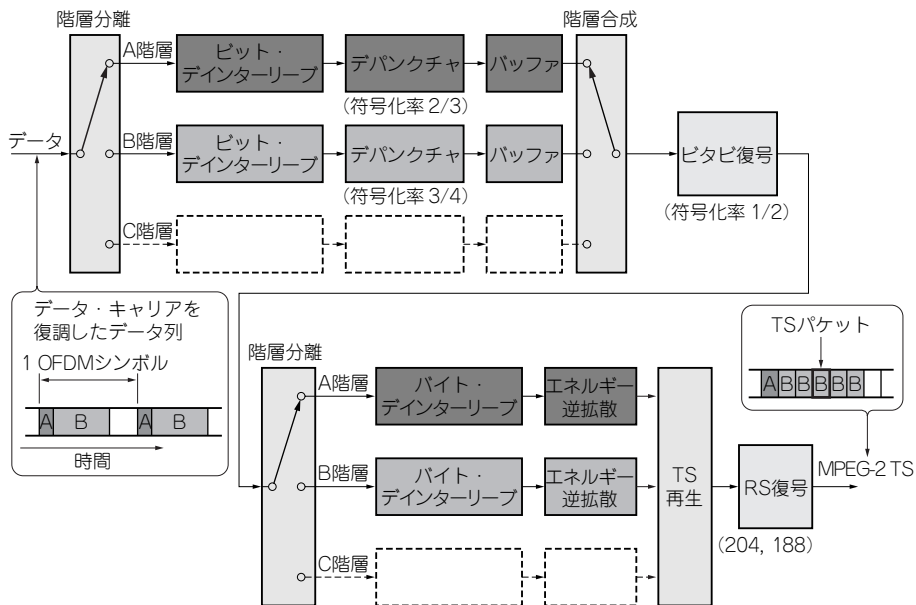 階層分離
階層合成
A階層
ビット・
デインターリーブ
デパンクチャ
バッファ
(符号化率 2/3)
データ
B階層
ビット・
デインターリーブ
デパンクチャ
バッファ
ビタビ復号
(符号化率 3/4)
(符号化率 1/2)
C階層
データ・キャリアを
復調したデータ列
1 OFDMシンボル
A B A B
時間
階層分離
A階層
バイト・
デインターリーブ
エネルギー
逆拡散
B階層
バイト・
デインターリーブ
エネルギー
逆拡散
TS
再生
RS復号
(204, 188)
C階層
TSパケット
A B B B B B
MPEG-2 TS